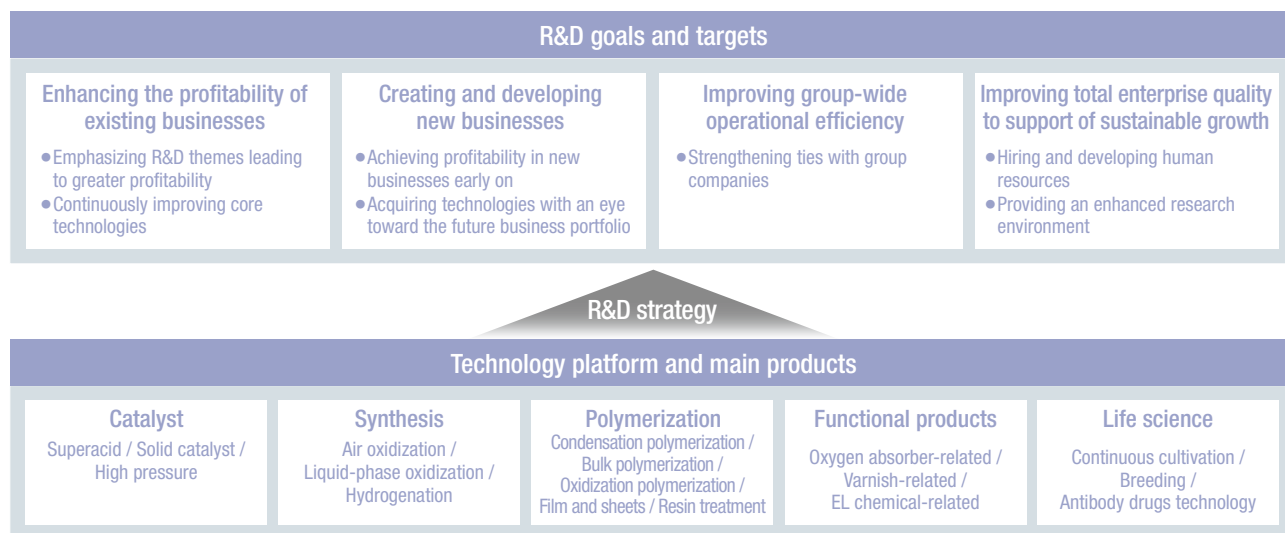 R&D goals and targets
Enhancing the profitability of
existing businesses
●Emphasizing R&D themes leading
to greater profitability
●Continuously improving core
technologies
Creating and developing
new businesses
●Achieving profitability in new
businesses early on
●Acquiring technologies with an eye
toward the future business portfolio
Improving group-wide
operational efficiency
●Strengthening ties with group
companies
Improving total enterprise quality
to support of sustainable growth
●Hiring and developing human
resources
●Providing an enhanced research
environment
R&D strategy
Technology platform and main products
Catalyst
Superacid / Solid catalyst /
High pressure
Synthesis
Air oxidization /
Liquid-phase oxidization /
Hydrogenation
Polymerization
Condensation polymerization /
Bulk polymerization /
Oxidization polymerization /
Film and sheets / Resin treatment
Functional products
Oxygen absorber-related /
Varnish-related /
EL chemical-related
Life science
Continuous cultivation /
Breeding /
Antibody drugs technology